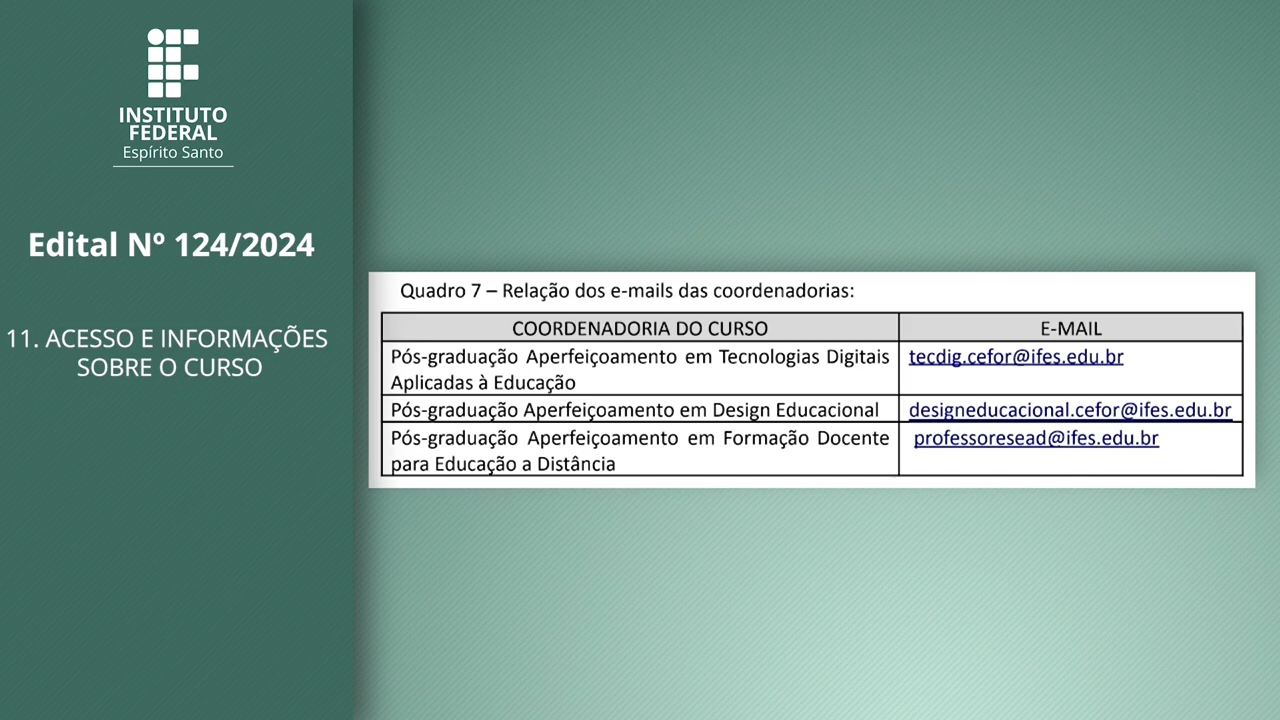 INSTITUTO
FEDERAL
Espírito Santo
Edital Nº 124/2024
11. ACESSO E INFORMAÇÕES
SOBRE O CURSO
Quadro 7 – Relação dos e-mails das coordenadorias:
COORDENADORIA DO CURSO
E-MAIL
Pós-graduação Aperfeiçoamento em Tecnologias Digitais
Aplicadas à Educação
tecdig.cefor@ifes.edu.br
Pós-graduação Aperfeiçoamento em Design Educacional
designeducacional.cefor@ifes.edu.br
Pós-graduação Aperfeiçoamento em Formação Docente
para Educação a Distância
professoresead@ifes.edu.br